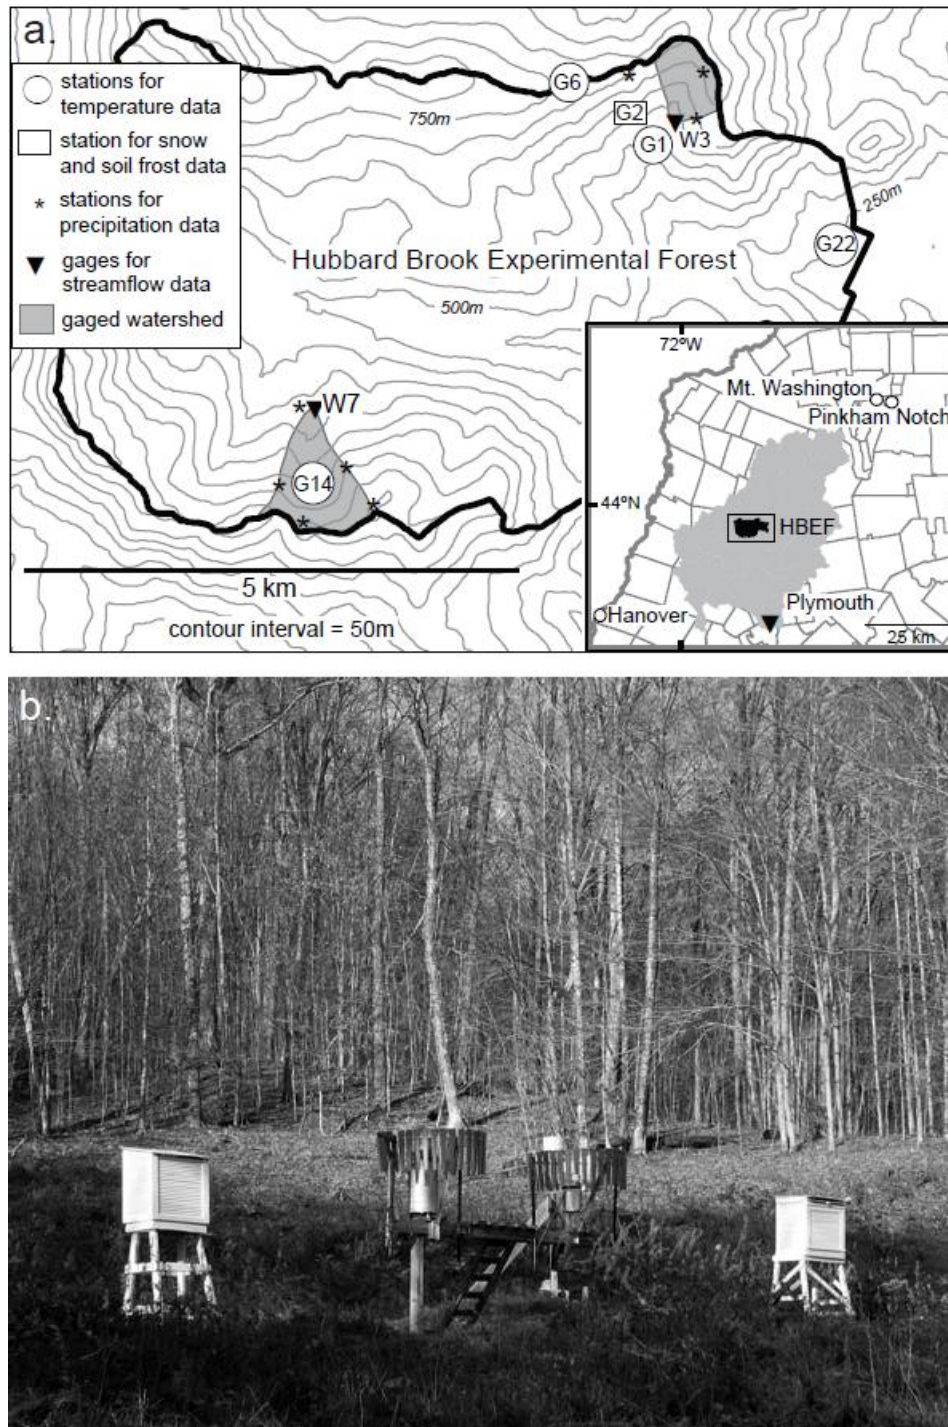 a.
stations for
temperature data
station for snow
and soil frost data
* stations for
precipitation data
gages for
streamflow data
gaged watershed
G6
G2
G1
W3
750m
250m
G22
Hubbard Brook Experimental Forest
500m
W7
G14
5 km
contour interval = 50m
72°W
Mt. Washington
Pinkham Notch
44°N
HBEF
Plymouth
Hanover
25 km
b.